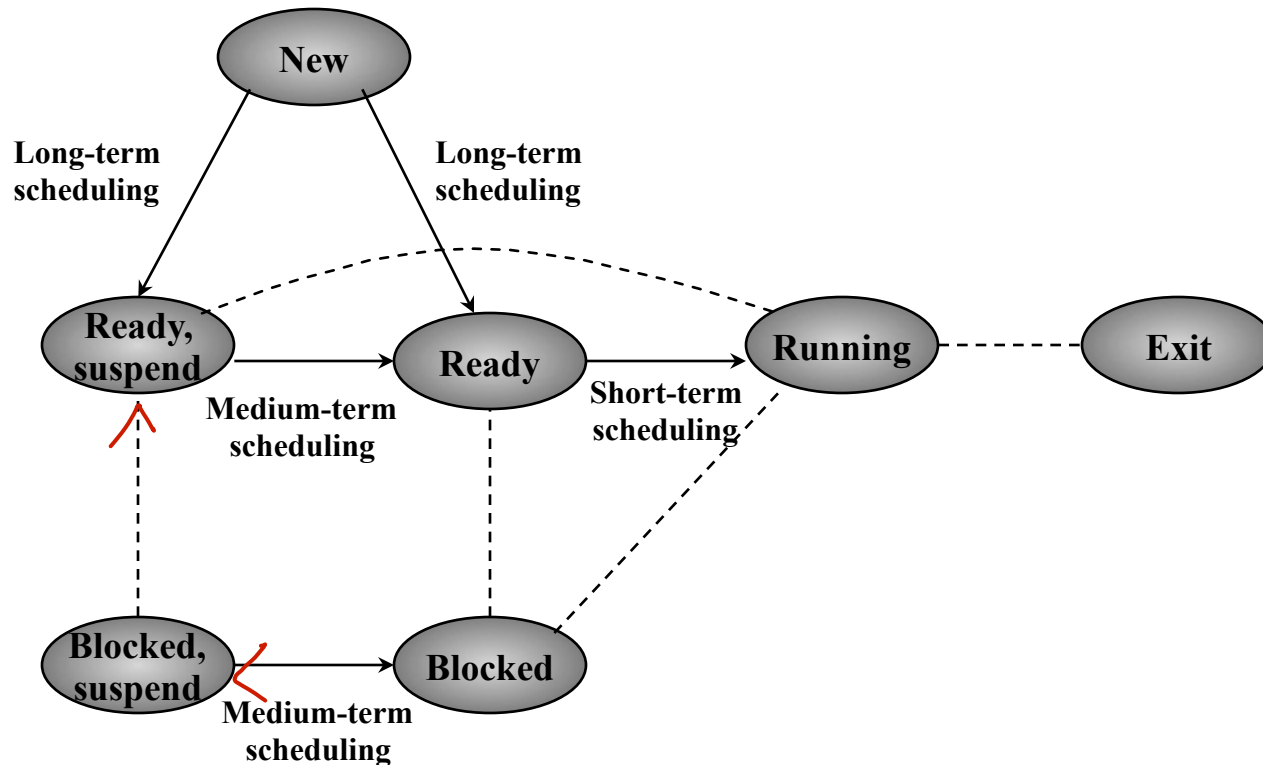 New
Long-term
scheduling
Long-term
scheduling
Ready,
suspend
Ready
Running
Exit
Medium-term
scheduling
Short-term
scheduling
Blocked,
suspend
Blocked
Medium-term
scheduling